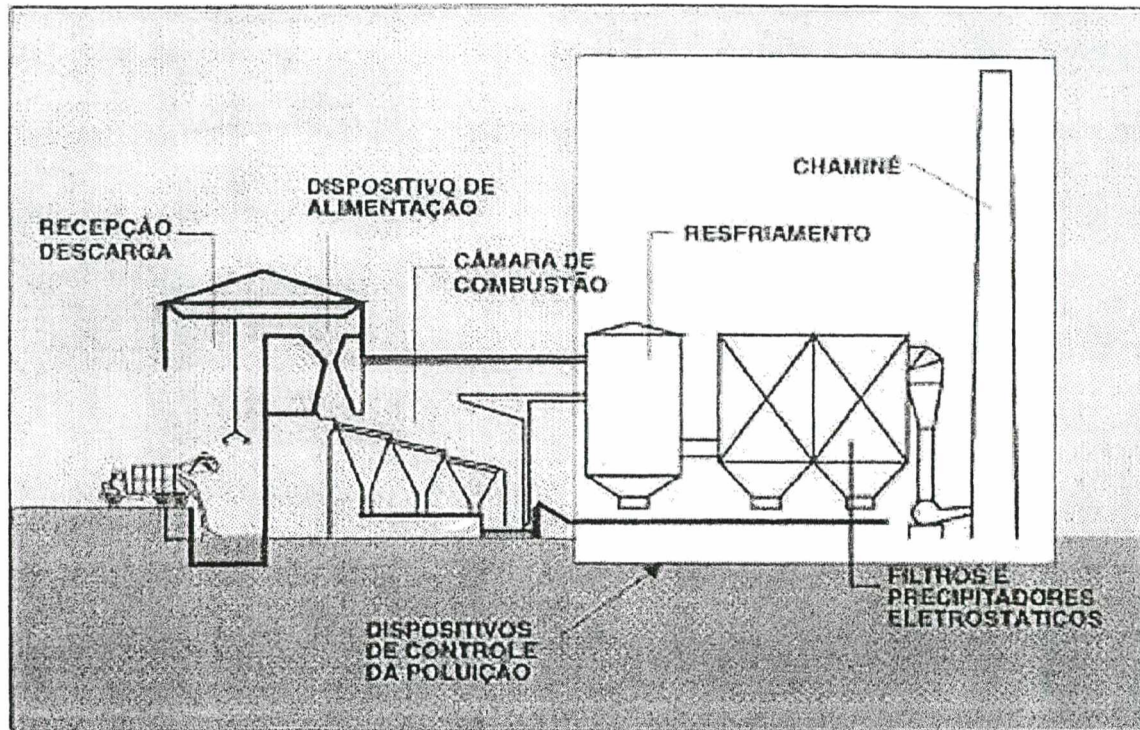 CHAMINÉ
DISPOSITIVO DE
ALIMENTAÇÃO
RECEPÇÃO
DESCARGA
RESFRIAMENTO
CÂMARA DE
COMBUSTÃO
FILTROS E
PRECIPITADORES
ELETROSTÁTICOS
DISPOSITIVOS
DE CONTROLE
DA POLUIÇÃO